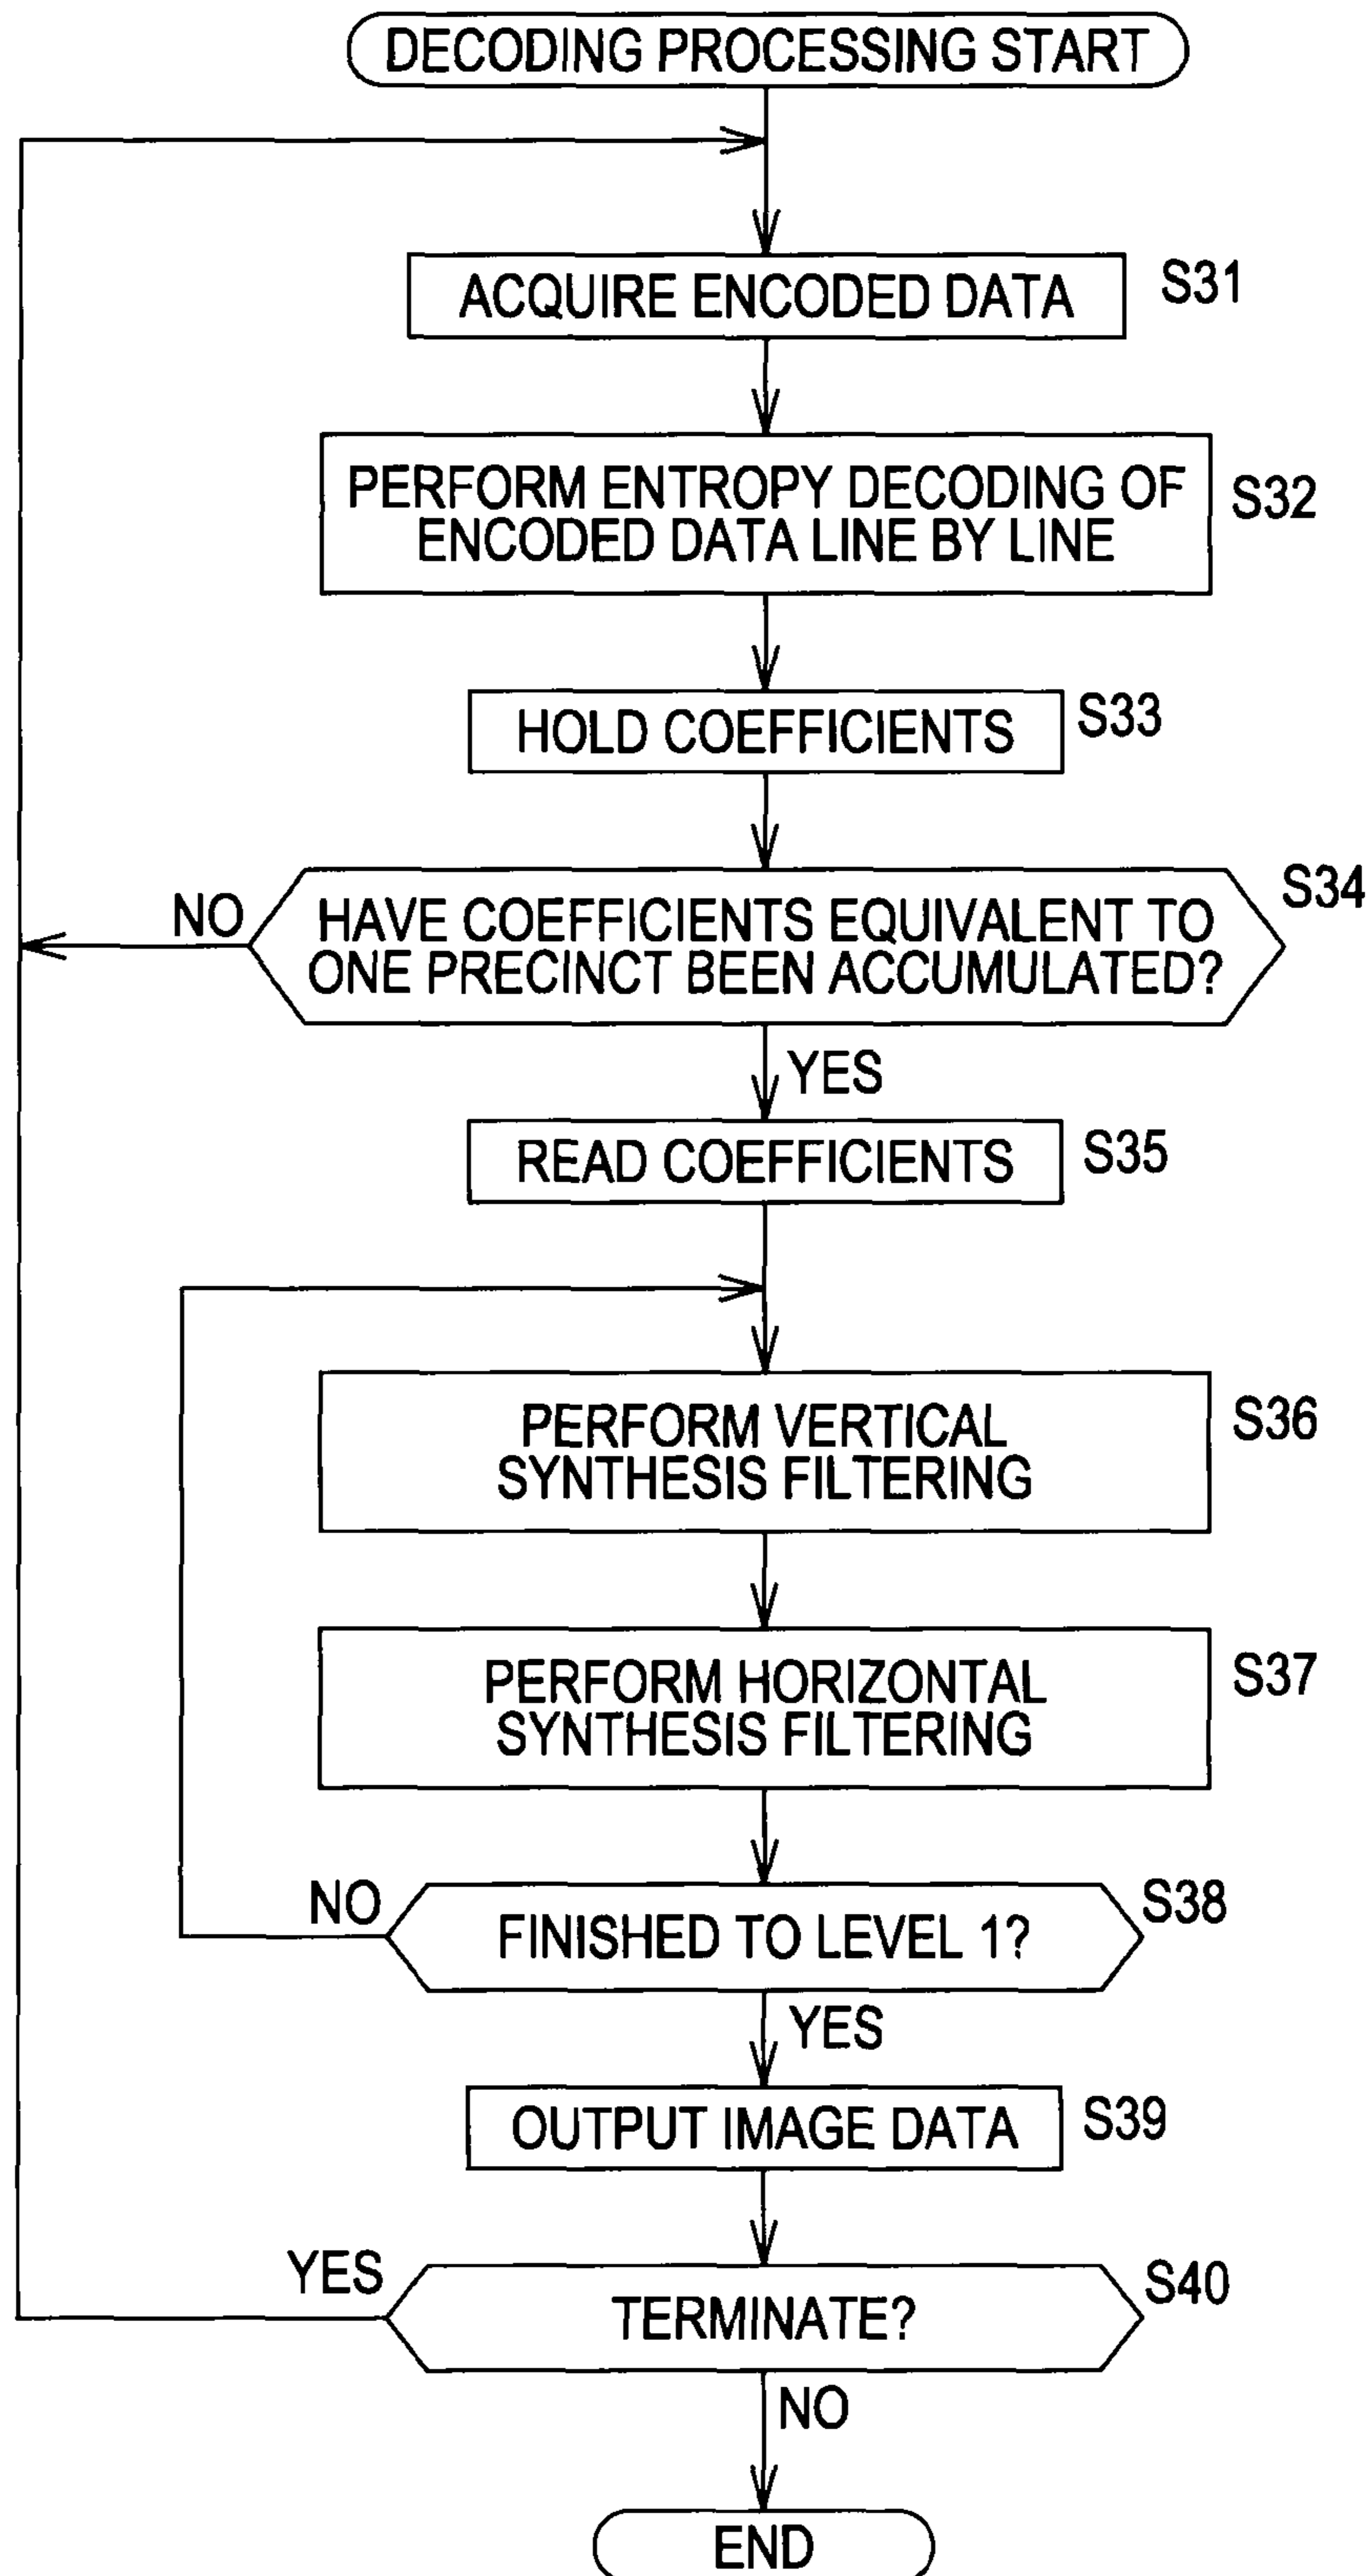 DECODING PROCESSING START
ACQUIRE ENCODED DATA
S31
PERFORM ENTROPY DECODING OF
ENCODED DATA LINE BY LINE
S32
HOLD COEFFICIENTS
S33
NO
HAVE COEFFICIENTS EQUIVALENT TO
ONE PRECINCT BEEN ACCUMULATED?
S34
YES
READ COEFFICIENTS
S35
PERFORM VERTICAL
SYNTHESIS FILTERING
S36
PERFORM HORIZONTAL
SYNTHESIS FILTERING
S37
NO
FINISHED TO LEVEL 1?
S38
YES
OUTPUT IMAGE DATA
S39
YES
TERMINATE?
S40
NO
END